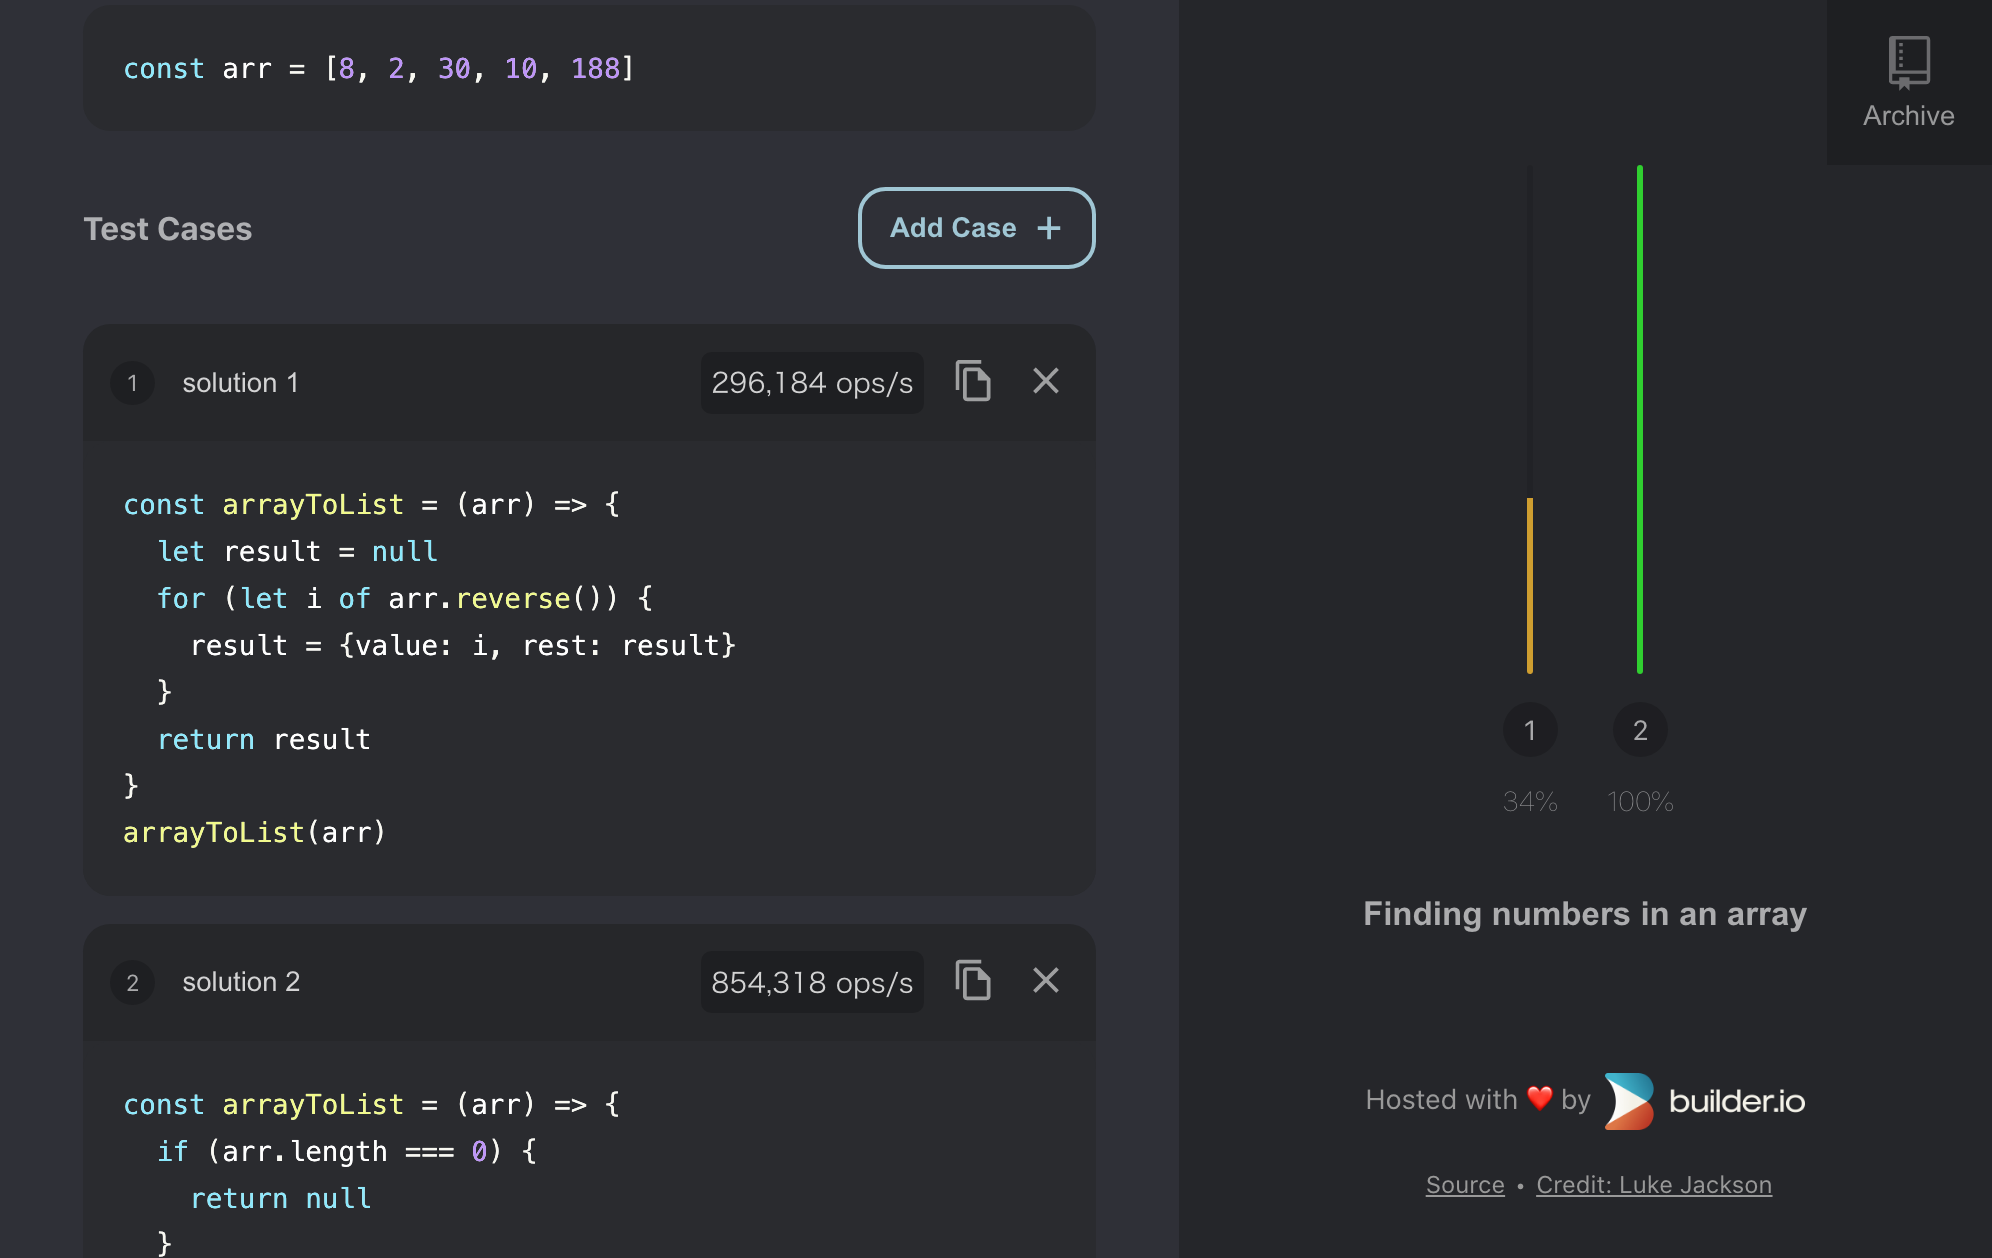 const arr = [8, 2, 30, 10, 188]
Test Cases
Add Case +
1 solution 1 296,184 ops/s
const arrayToList = (arr) => {
  let result = null
  for (let i of arr.reverse()) {
    result = {value: i, rest: result}
  }
  return result
}
arrayToList(arr)
2 solution 2 854,318 ops/s
const arrayToList = (arr) => {
  if (arr.length === 0) {
    return null
  }
Archive
1 2
34% 100%
Finding numbers in an array
Hosted with ❤️ by builder.io
Source • Credit: Luke Jackson